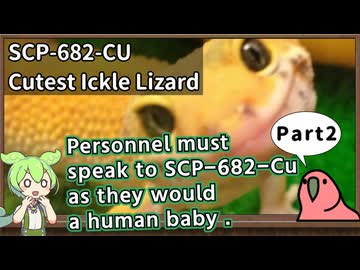 SCP-682-CU
Cutest Ickle Lizard
Part2
Personnel must
speak to SCP-682-Cu
as they would
a human baby .